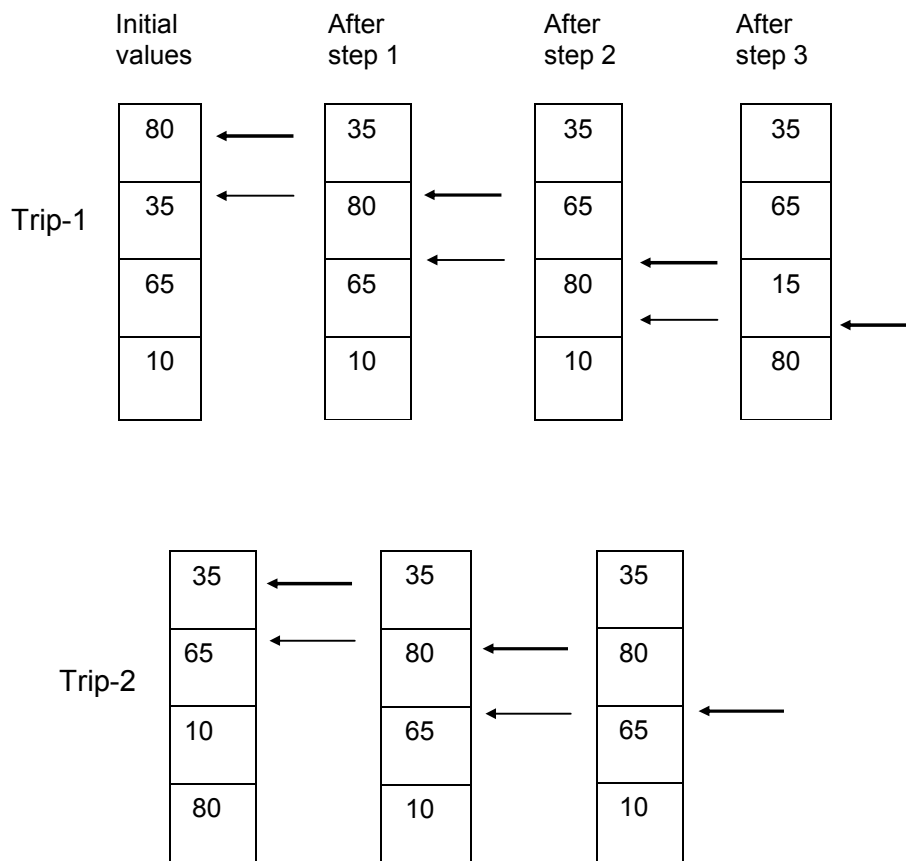 Initial values
After step 1
After step 2
After step 3
Trip-1
80 35 35 35
35 80 65 65
65 65 80 15
10 10 10 80
Trip-2
35 35 35
65 80 80
10 65 65
80 10 10